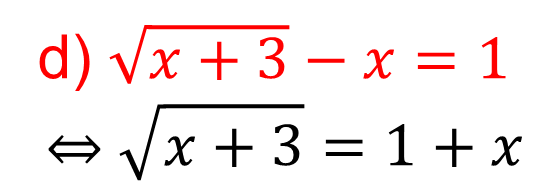 d) √(x + 3) − x = 1
⇔ √(x + 3) = 1 + x